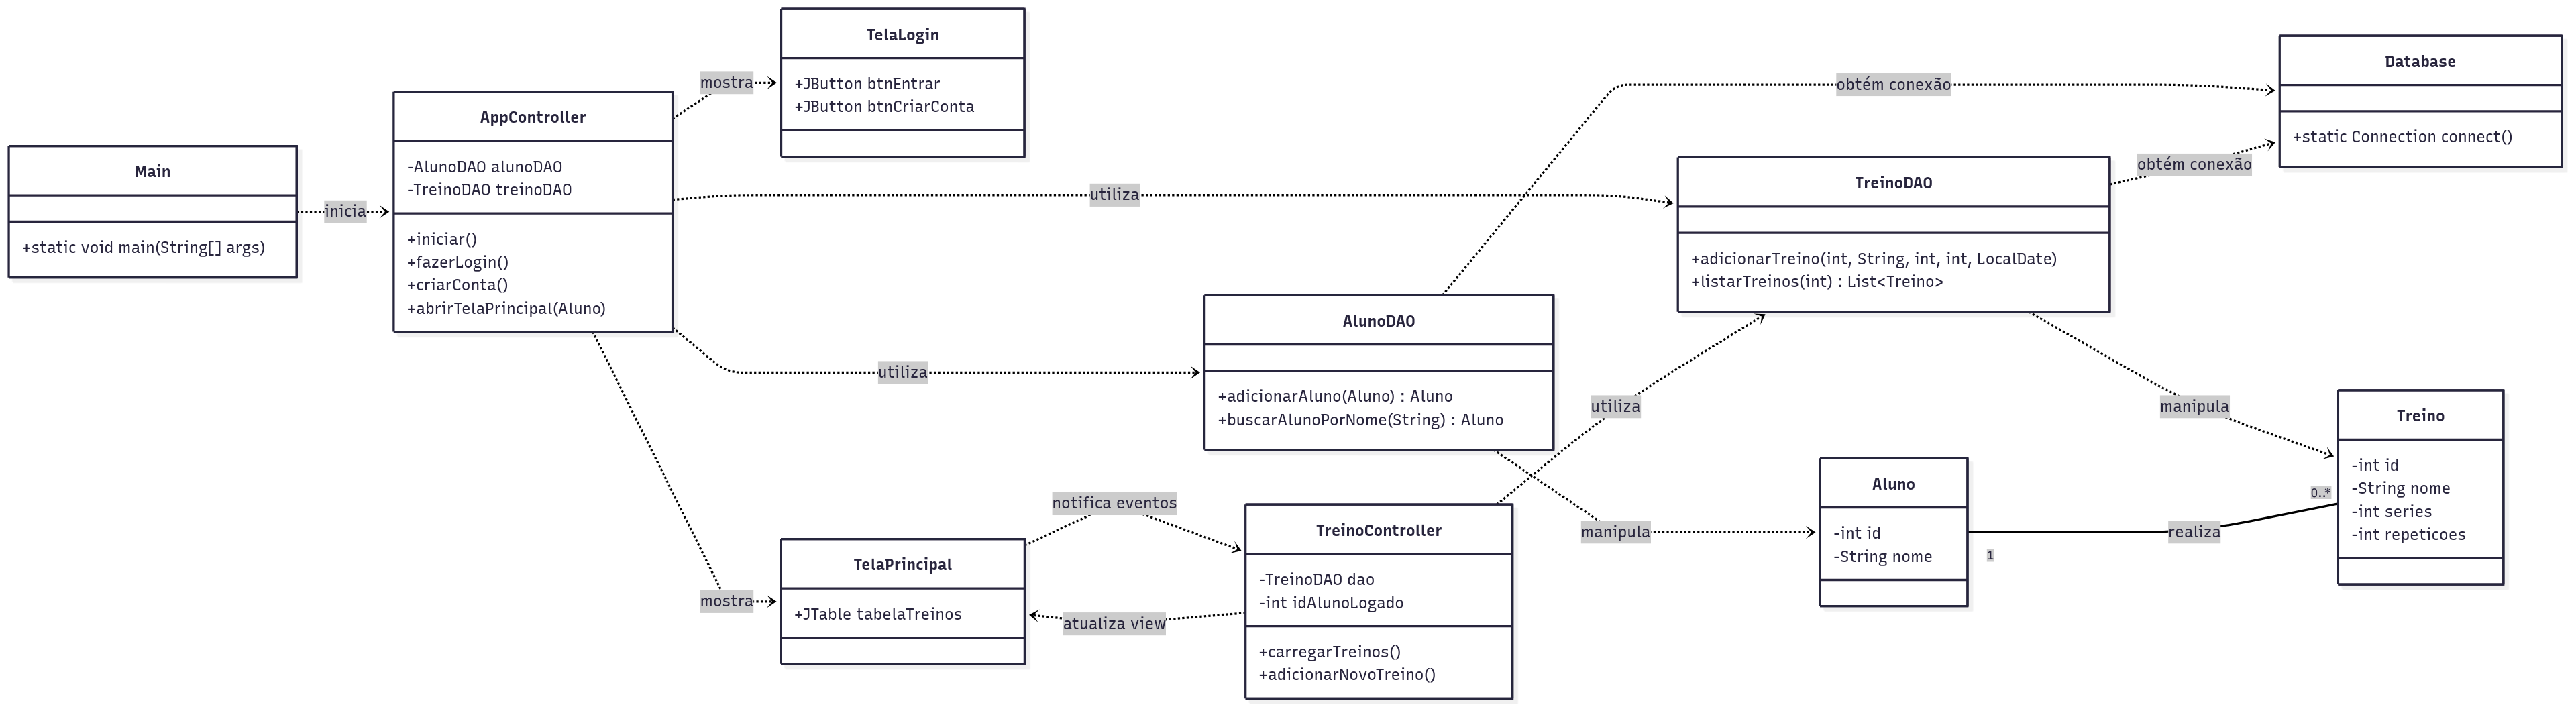 Main
+static void main(String[] args)
inicia
AppController
-AlunoDAO alunoDAO
-TreinoDAO treinoDAO
+iniciar()
+fazerLogin()
+criarConta()
+abrirTelaPrincipal(Aluno)
mostra
TelaLogin
+JButton btnEntrar
+JButton btnCriarConta
utiliza
utiliza
mostra
TelaPrincipal
+JTable tabelaTreinos
notifica eventos
atualiza view
AlunoDAO
+adicionarAluno(Aluno) : Aluno
+buscarAlunoPorNome(String) : Aluno
TreinoController
-TreinoDAO dao
-int idAlunoLogado
+carregarTreinos()
+adicionarNovoTreino()
utiliza
manipula
obtém conexão
TreinoDAO
+adicionarTreino(int, String, int, int, LocalDate)
+listarTreinos(int) : List<Treino>
obtém conexão
Database
+static Connection connect()
manipula
Aluno
-int id
-String nome
1
realiza
0..*
Treino
-int id
-String nome
-int series
-int repeticoes